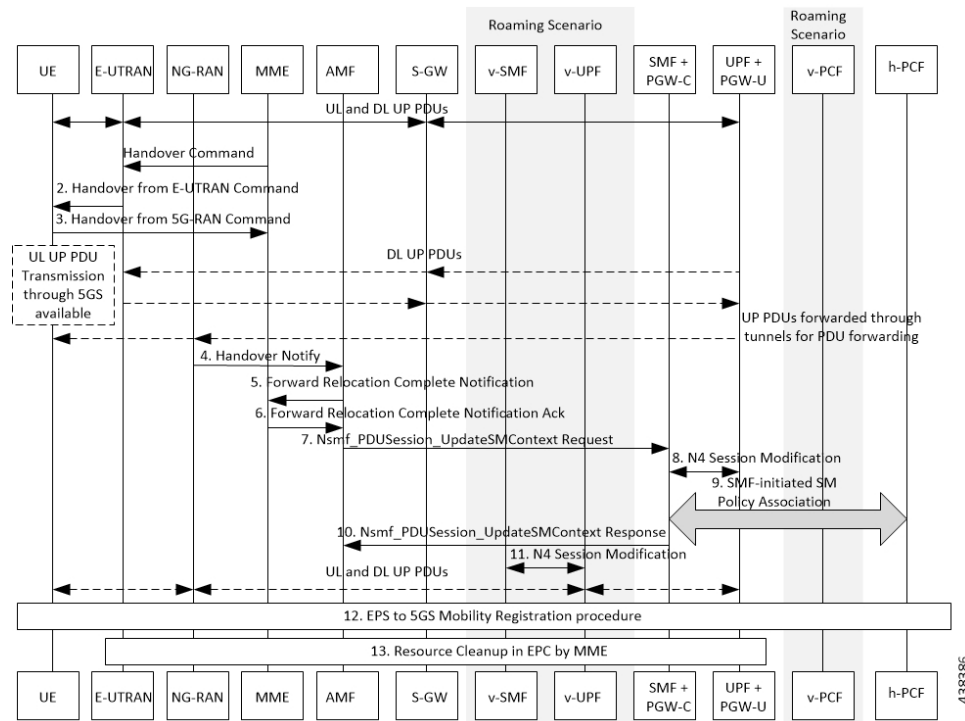 Roaming Scenario
Roaming
Scenario
UE
E-UTRAN
NG-RAN
MME
AMF
S-GW
v-SMF
v-UPF
SMF +
PGW-C
UPF +
PGW-U
v-PCF
h-PCF
UL and DL UP PDUs
Handover Command
2. Handover from E-UTRAN Command
3. Handover from 5G-RAN Command
UL UP PDU
Transmission
through 5GS
available
DL UP PDUs
UP PDUs forwarded through
tunnels for PDU forwarding
4. Handover Notify
5. Forward Relocation Complete Notification
6. Forward Relocation Complete Notification Ack
7. Nsmf_PDUSession_UpdateSMContext Request
8. N4 Session Modification
9. SMF-initiated SM
Policy Association
10. Nsmf_PDUSession_UpdateSMContext Response
11. N4 Session Modification
UL and DL UP PDUs
12. EPS to 5GS Mobility Registration procedure
13. Resource Cleanup in EPC by MME
UE
E-UTRAN
NG-RAN
MME
AMF
S-GW
v-SMF
v-UPF
SMF +
PGW-C
UPF +
PGW-U
v-PCF
h-PCF
438386